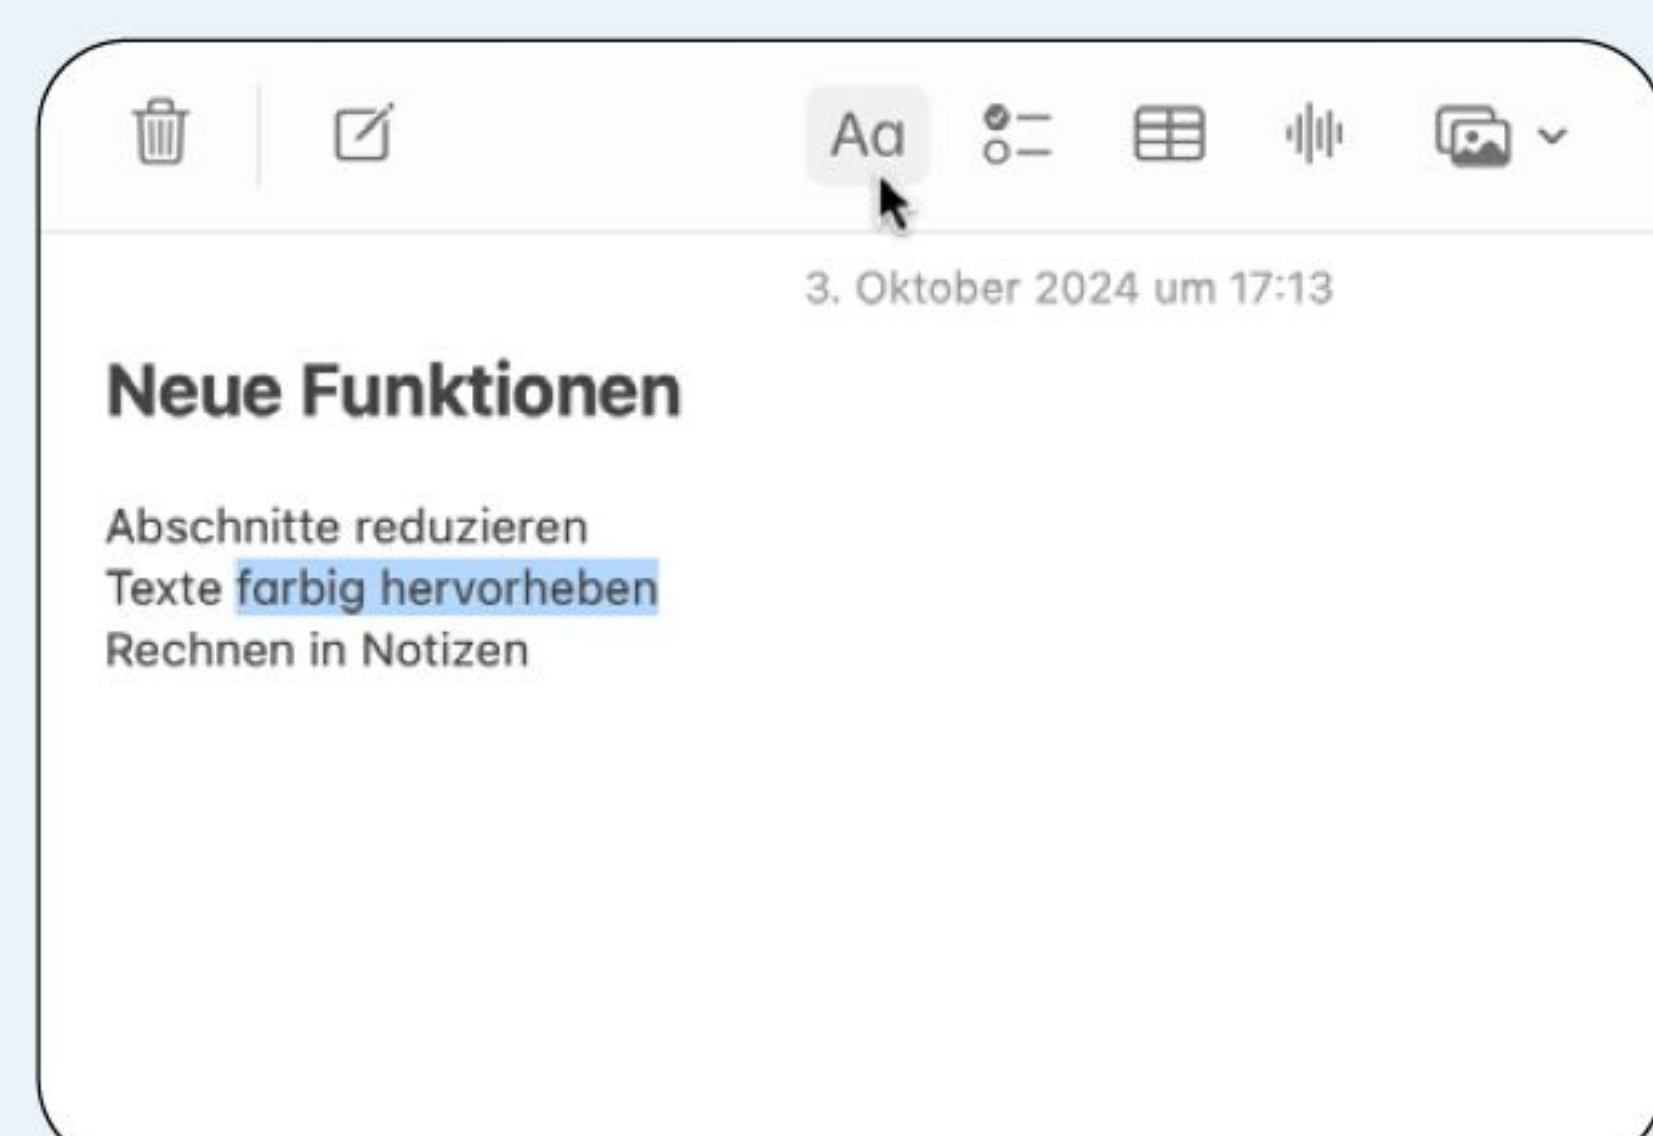 Aa
3. Oktober 2024 um 17:13
Neue Funktionen
Abschnitte reduzieren
Texte farbig hervorheben
Rechnen in Notizen